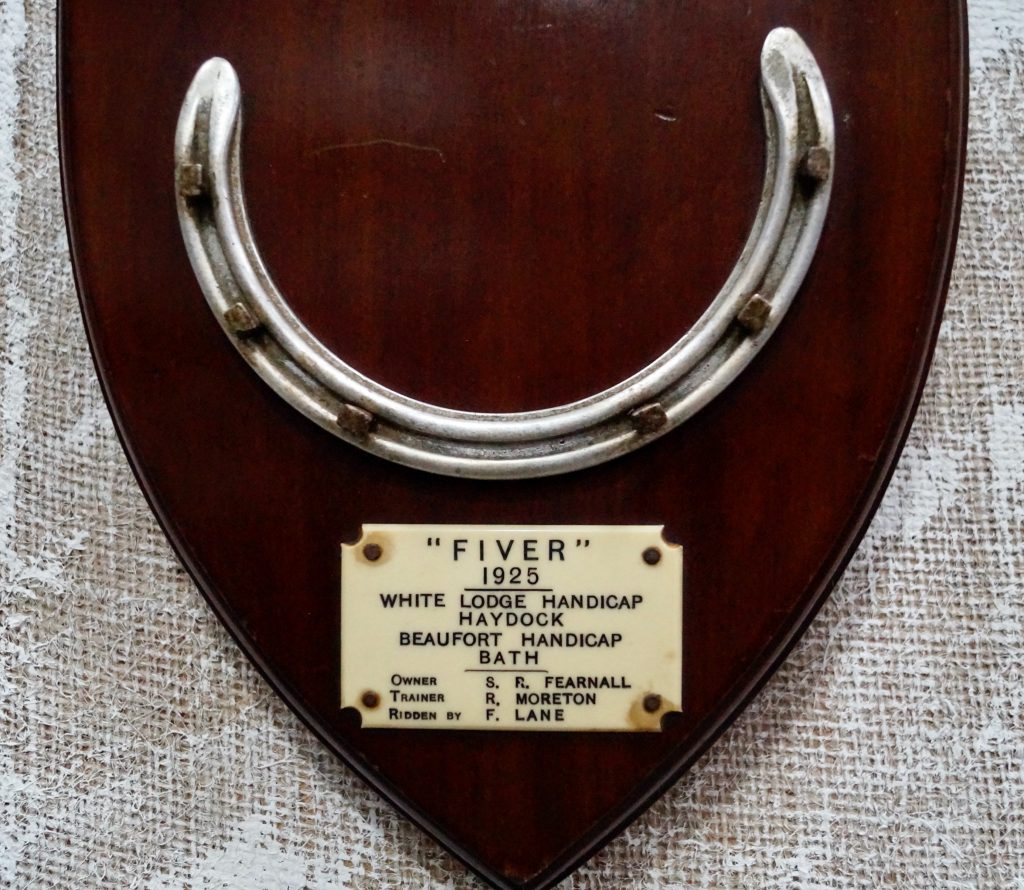 "FIVER"
1925
WHITE LODGE HANDICAP
HAYDOCK
BEAUFORT HANDICAP
BATH
OWNER S. R. FEARNALL
TRAINER R. MORETON
RIDDEN BY F. LANE